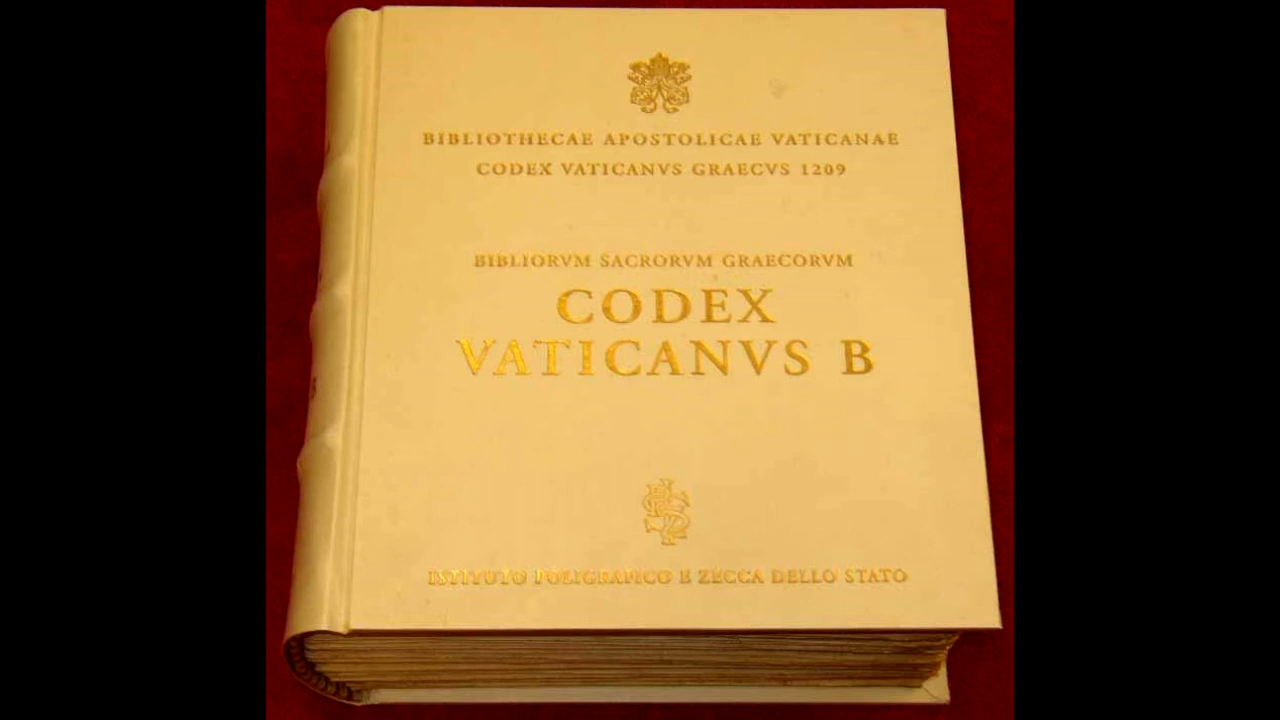 BIBLIOTHECAE APOSTOLICAE VATICANAE
CODEX VATICANVS GRAECVS 1209
BIBLIORVM SACRORVM GRAECORVM
CODEX
VATICANVS B
ISTITUTO POLIGRAFICO E ZECCA DELLO STATO